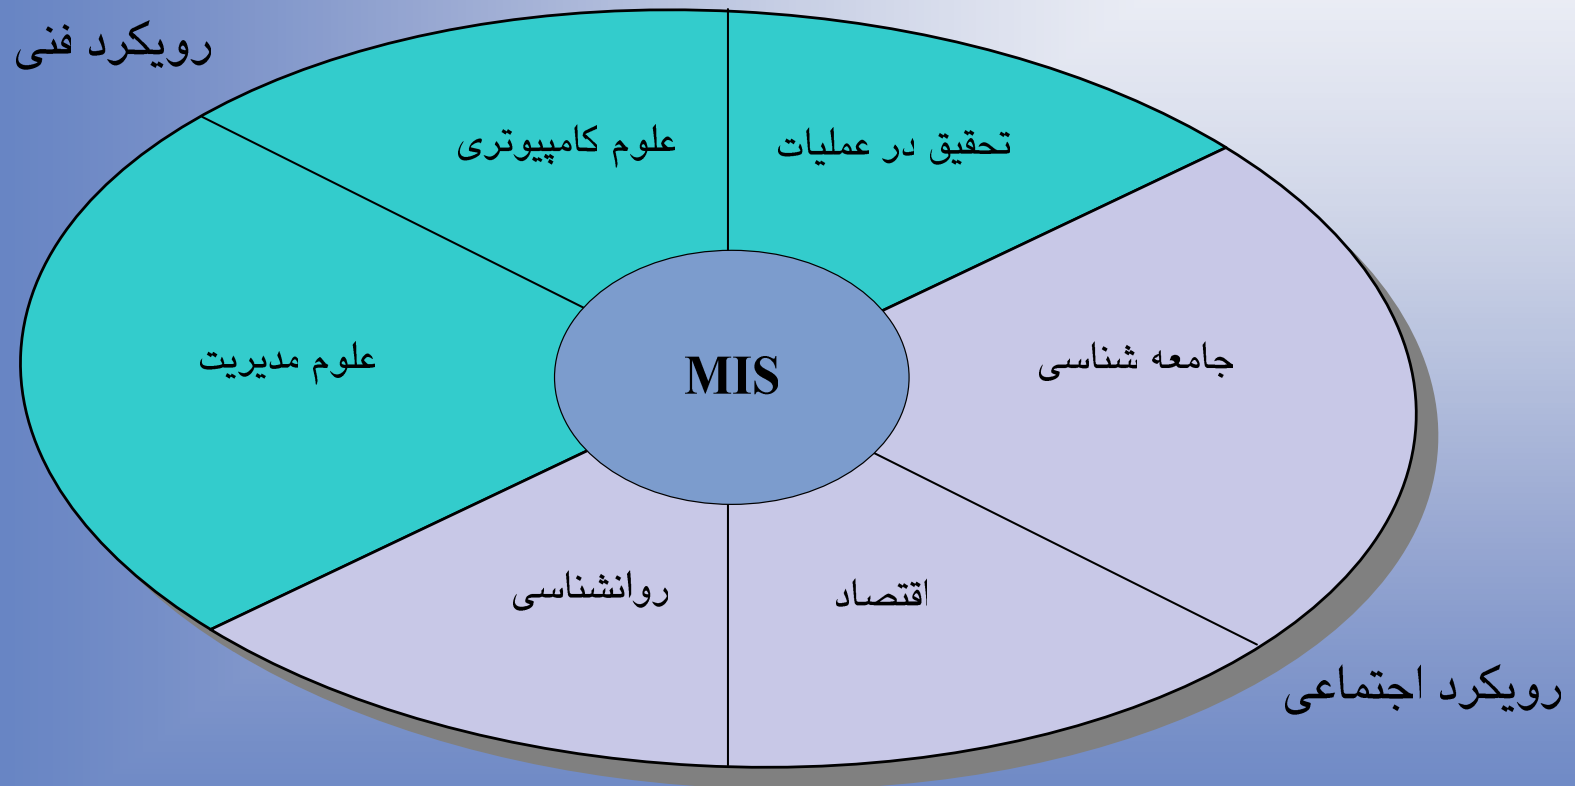 رویکرد فنی
تحقیق در عملیات
علوم کامپیوتری
جامعه شناسی
MIS
علوم مدیریت
اقتصاد
روانشناسی
رویکرد اجتماعی